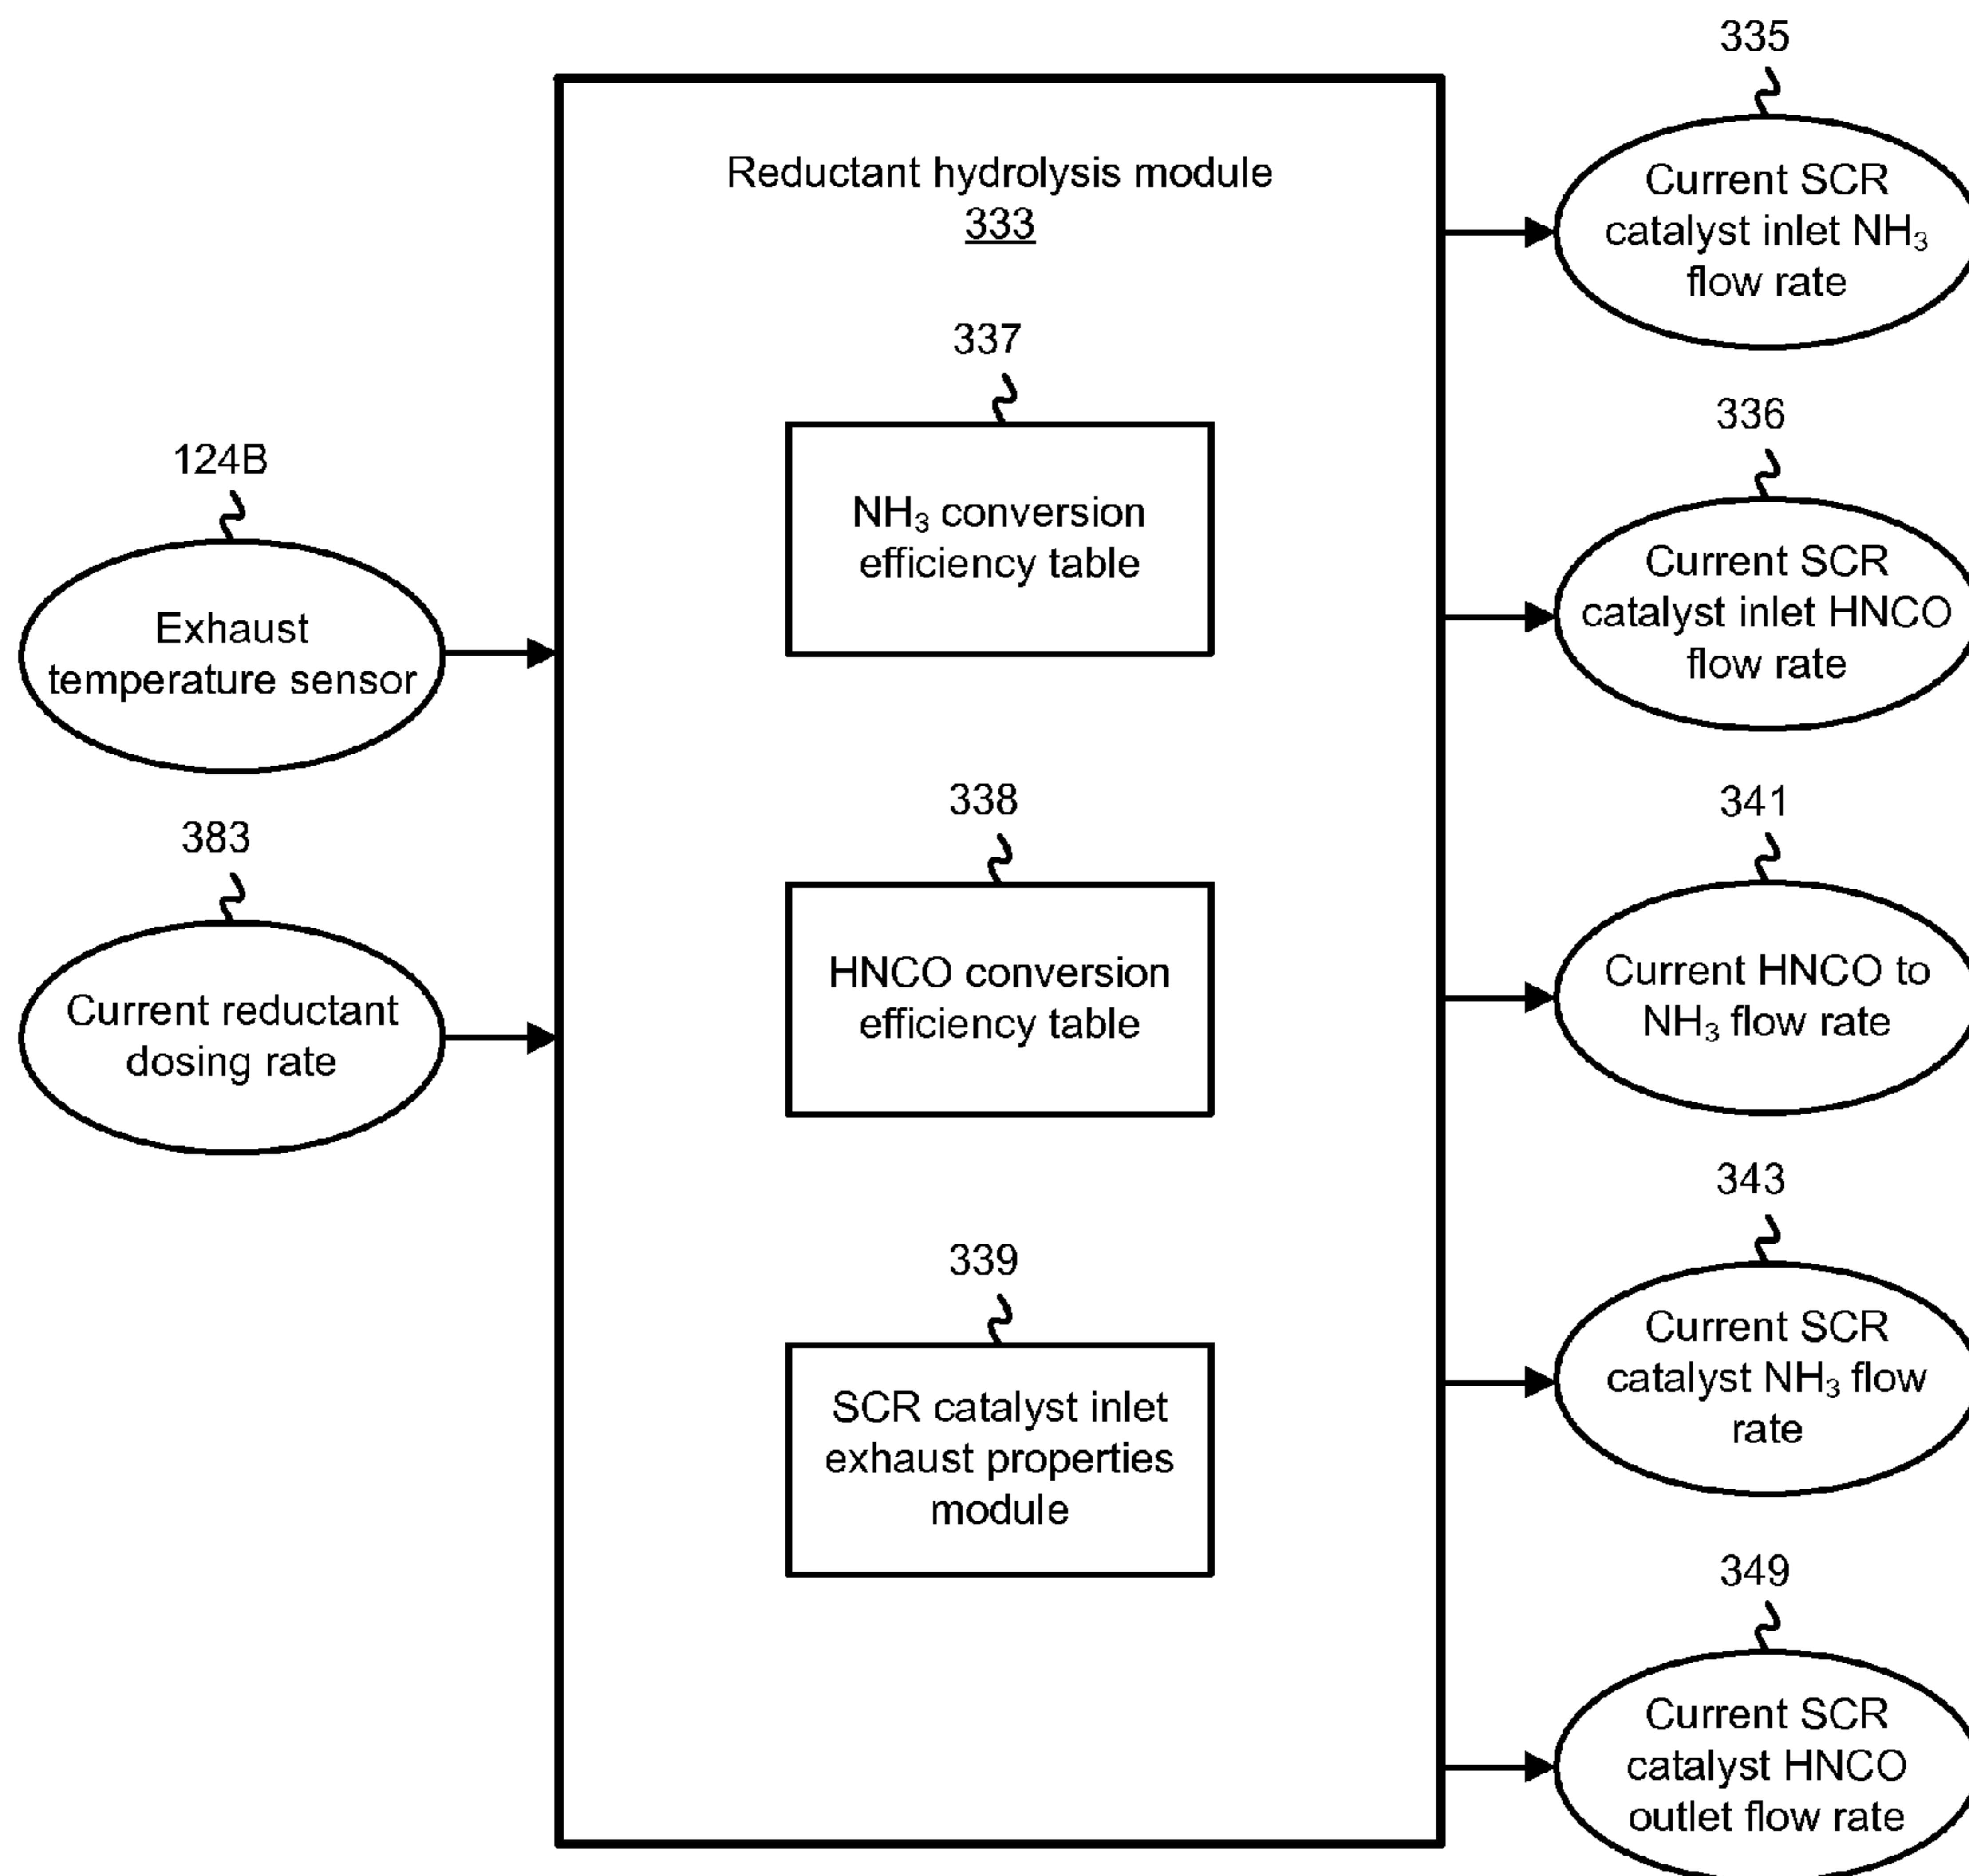 335
Current SCR
catalyst inlet NH₃
flow rate
Reductant hydrolysis module
333
337
NH₃ conversion
efficiency table
336
Current SCR
catalyst inlet HNCO
flow rate
124B
Exhaust
temperature sensor
383
Current reductant
dosing rate
338
HNCO conversion
efficiency table
341
Current HNCO to
NH₃ flow rate
339
SCR catalyst inlet
exhaust properties
module
343
Current SCR
catalyst NH₃ flow
rate
349
Current SCR
catalyst HNCO
outlet flow rate